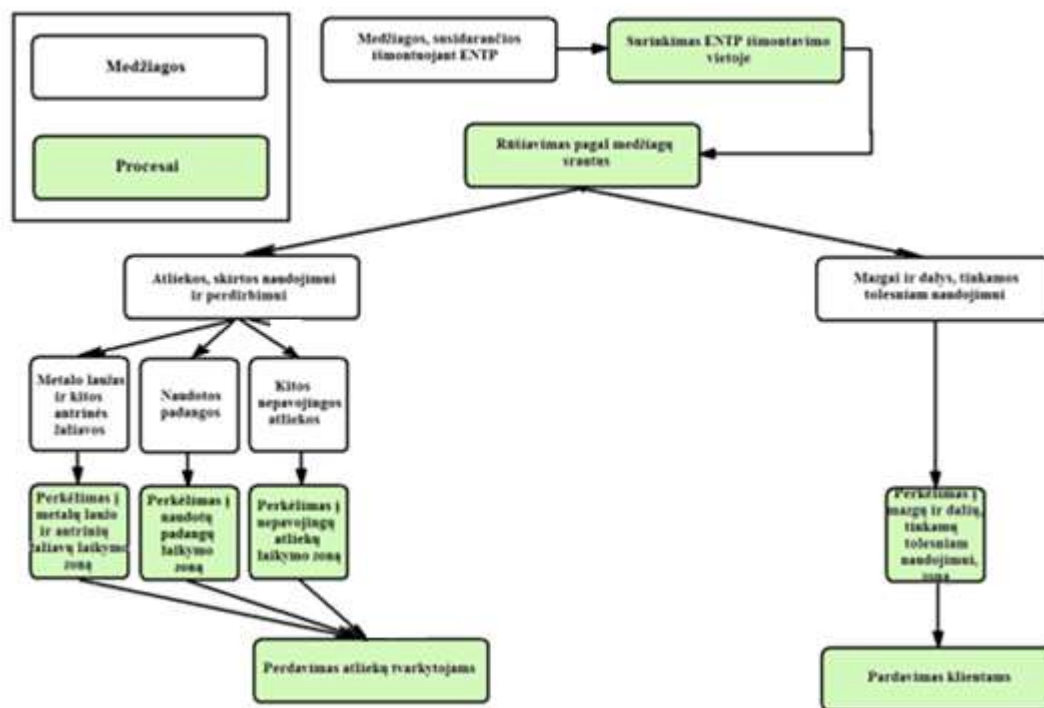 Medžiagos
Procesai
Medžiagos, susidarančios
išmontuojant ENTP
Surinkimas ENTP išmontavimo
vietoje
Rūšiavimas pagal medžiagų
srautus
Atliekos, skirtos naudojimui
ir perdirbimui
Mazgai ir dalys, tinkamos
tolesniam naudojimui
Metalo laužas
ir kitos
antrinės
žaliavos
Naudotos
padangos
Kitos
nepavojingos
atliekos
Perkėlimas į
metalų laužo
ir antrinių
žaliavų laikymo
zoną
Perkėlimas į
naudotų
padangų
laikymo
zoną
Perkėlimas į
nepavojingų
atliekų
laikymo zoną
Perkėlimas į
mazgų ir dalių,
tinkamų
tolesniam
naudojimui,
zoną
Perdavimas atliekų tvarkytojams
Pardavimas klientams